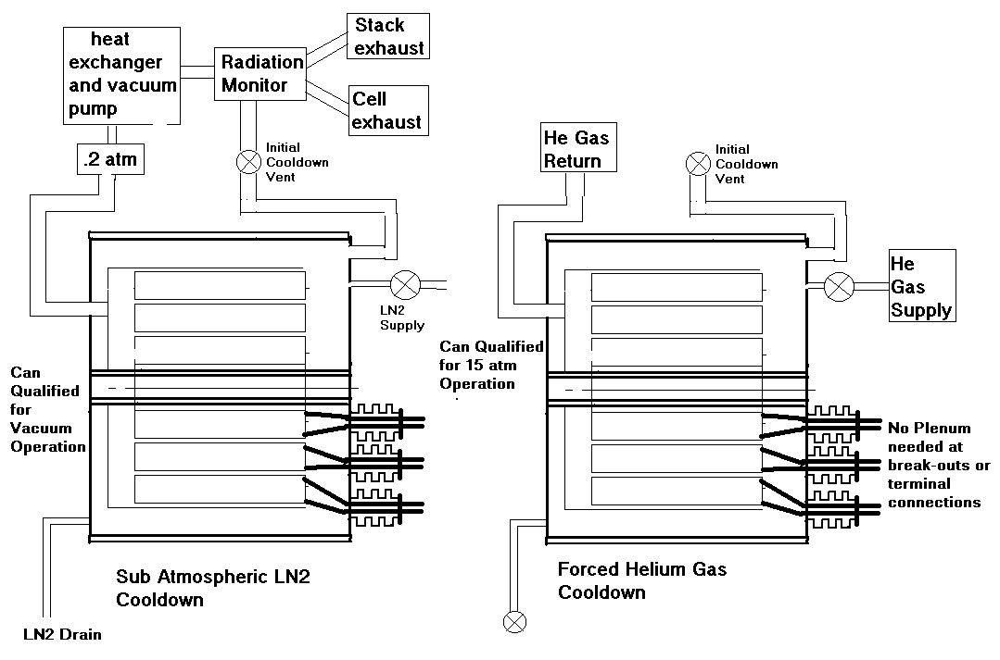 heat
exchanger
and vacuum
pump
Radiation
Monitor
Stack
exhaust
Cell
exhaust
.2 atm
Initial
Cooldown
Vent
LN2
Supply
Can
Qualified
for
Vacuum
Operation
Sub Atmospheric LN2
Cooldown
LN2 Drain
He Gas
Return
Initial
Cooldown
Vent
He
Gas
Supply
Can Qualified
for 15 atm
Operation
No Plenum
needed at
break-outs or
terminal
connections
Forced Helium Gas
Cooldown